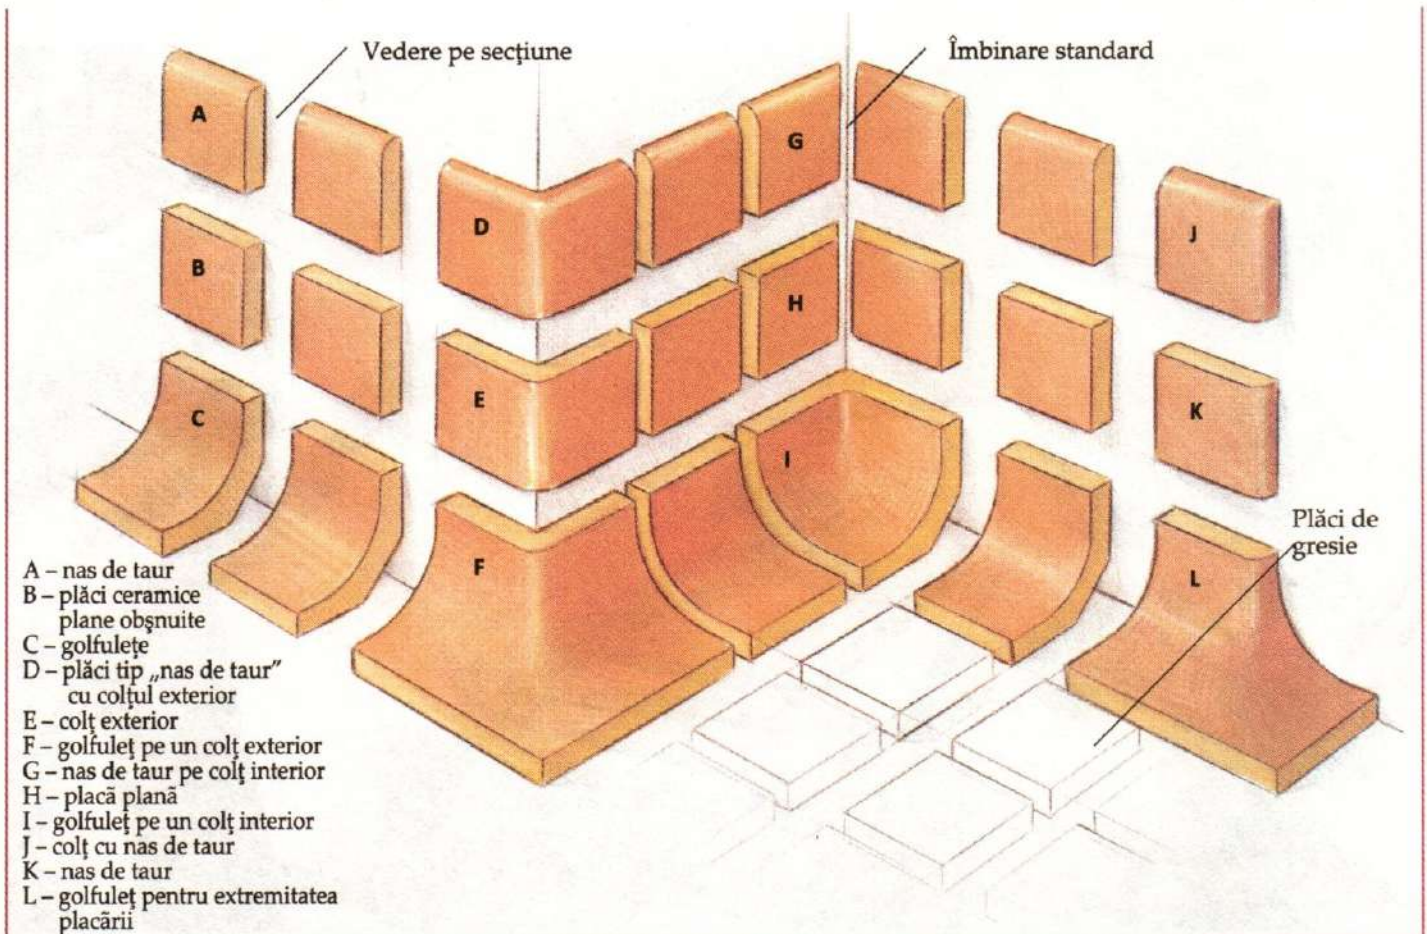 Vedere pe secțiune
Îmbinare standard
A
G
D
J
B
H
E
K
C
I
Plăci de
gresie
F
L
A – nas de taur
B – plăci ceramice
plane obșnuite
C – golfulețe
D – plăci tip „nas de taur”
cu colțul exterior
E – colț exterior
F – golfuleț pe un colț exterior
G – nas de taur pe colț interior
H – placă plană
I – golfuleț pe un colț interior
J – colț cu nas de taur
K – nas de taur
L – golfuleț pentru extremitatea
placării